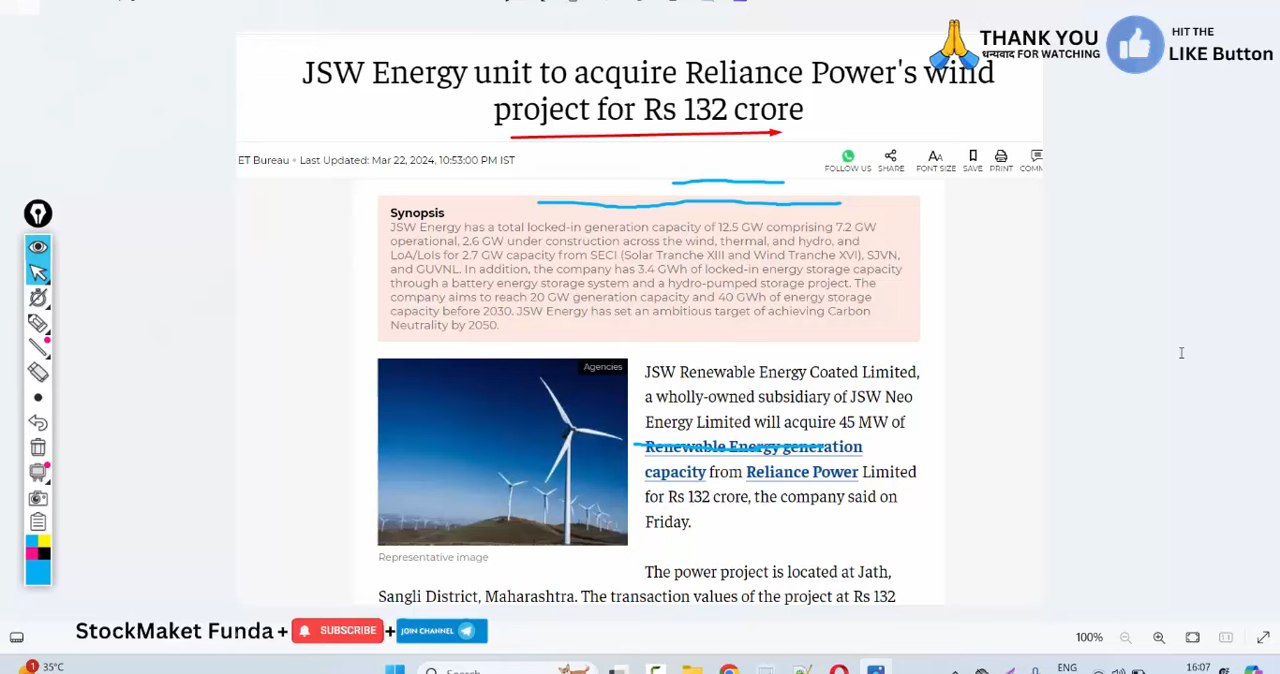 THANK YOU
धन्यवाद FOR WATCHING
HIT THE
LIKE Button
JSW Energy unit to acquire Reliance Power's wind
project for Rs 132 crore
ET Bureau • Last Updated: Mar 22, 2024, 10:53:00 PM IST
FOLLOW US
SHARE
AA
FONT SIZE
SAVE
PRINT
COMM
Synopsis
JSW Energy has a total locked-in generation capacity of 12.5 GW comprising 7.2 GW
operational, 2.6 GW under construction across the wind, thermal, and hydro, and
LoA/LoIs for 2.7 GW capacity from SECI (Solar Tranche XIII and Wind Tranche XVI), SJVN,
and GUVNL. In addition, the company has 3.4 GWh of locked-in energy storage capacity
through a battery energy storage system and a hydro-pumped storage project. The
company aims to reach 20 GW generation capacity and 40 GWh of energy storage
capacity before 2030. JSW Energy has set an ambitious target of achieving Carbon
Neutrality by 2050.
Agencies
Representative image
JSW Renewable Energy Coated Limited,
a wholly-owned subsidiary of JSW Neo
Energy Limited will acquire 45 MW of
Renewable Energy generation
capacity from Reliance Power Limited
for Rs 132 crore, the company said on
Friday.
The power project is located at Jath,
Sangli District, Maharashtra. The transaction values of the project at Rs 132
StockMaket Funda + SUBSCRIBE + JOIN CHANNEL
100%
1
35°C
Search
ENG
16:07